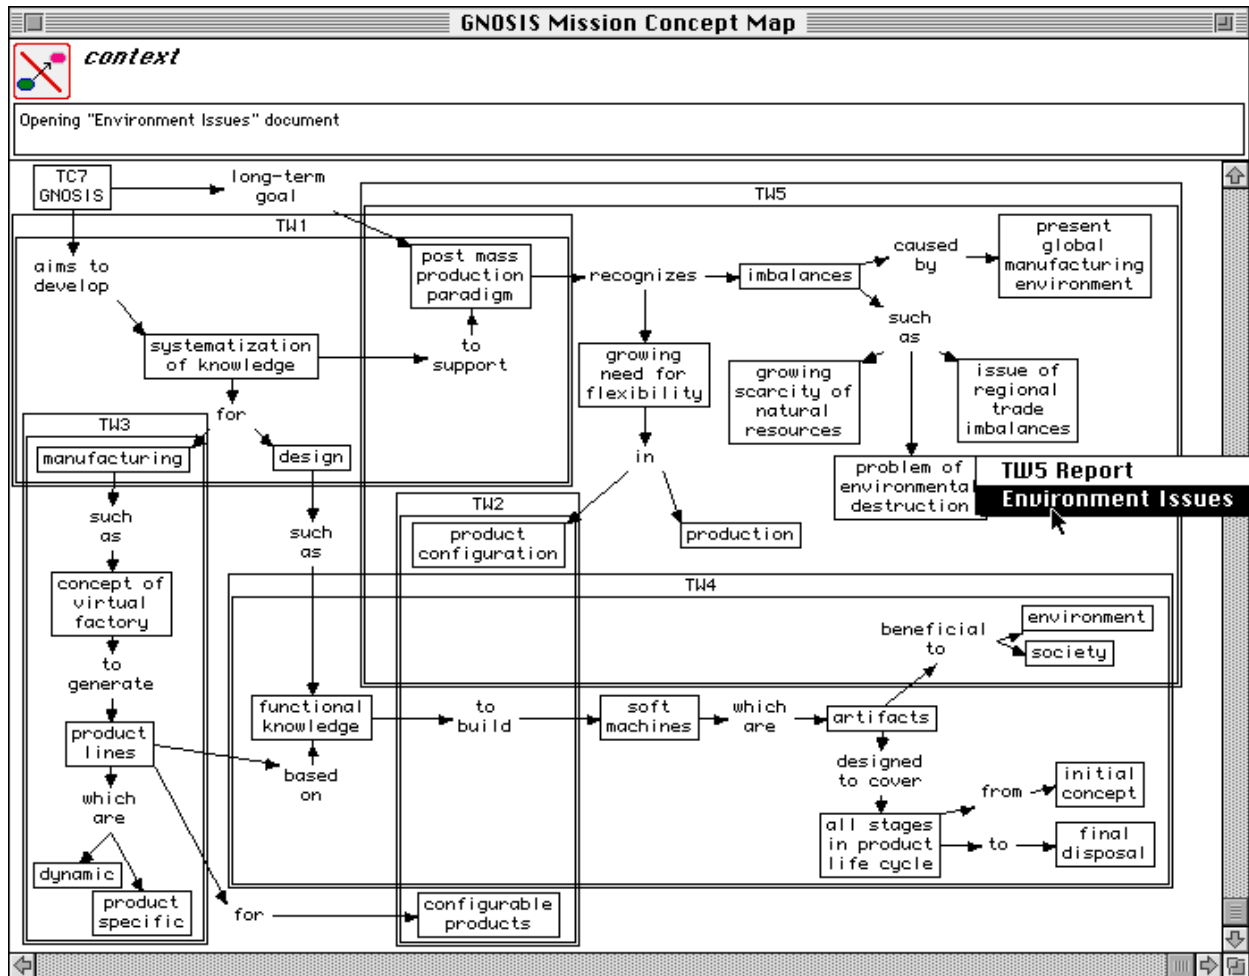 GNOSIS Mission Concept Map
context
Opening "Environment Issues" document
TC7
GNOSIS
long-term
goal
TW5
TW1
aims to
develop
post mass
production
paradigm
recognizes
imbalances
caused
by
present
global
manufacturing
environment
systematization
of knowledge
to
support
growing
need for
flexibility
such
as
growing
scarcity of
natural
resources
issue of
regional
trade
imbalances
for
TW3
manufacturing
design
in
problem of
environmental
destruction
TW5 Report
Environment Issues
such
as
such
as
TW2
product
configuration
production
concept of
virtual
factory
TW4
beneficial
to
environment
society
to
generate
functional
knowledge
to
build
soft
machines
which
are
artifacts
product
lines
based
on
designed
to cover
from
initial
concept
which
are
all stages
in product
life cycle
to
final
disposal
dynamic
product
specific
for
configurable
products